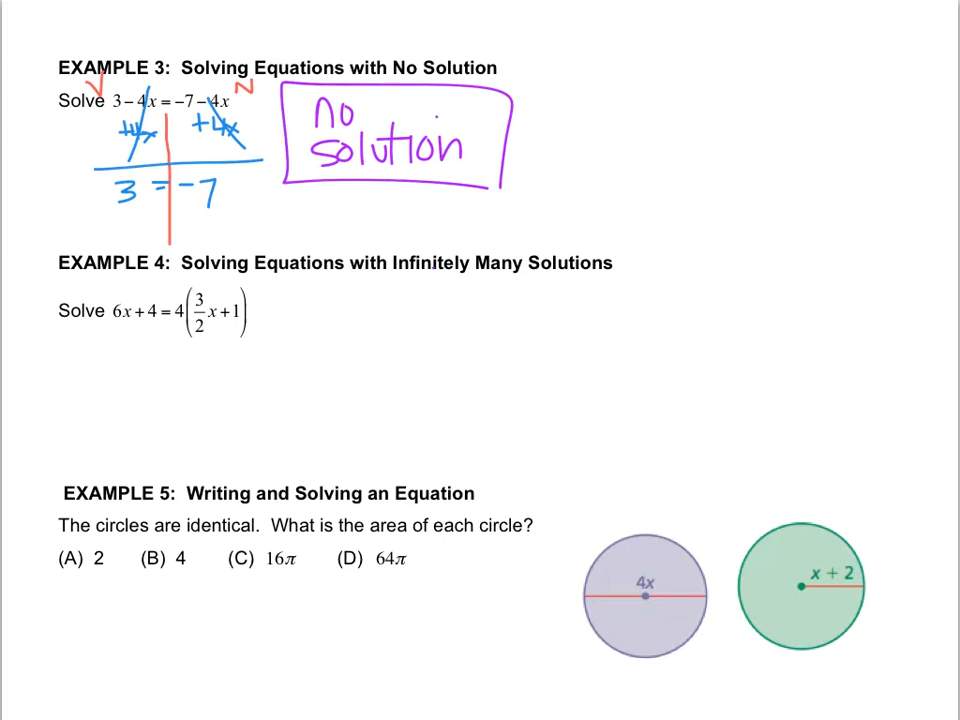 EXAMPLE 3: Solving Equations with No Solution
V N
Solve 3 – 4x = –7 – 4x
+4x +4x
3 = -7
no
solution
EXAMPLE 4: Solving Equations with Infinitely Many Solutions
Solve 6x + 4 = 4(3/2 x + 1)
EXAMPLE 5: Writing and Solving an Equation
The circles are identical. What is the area of each circle?
(A) 2 (B) 4 (C) 16π (D) 64π
4x
x + 2